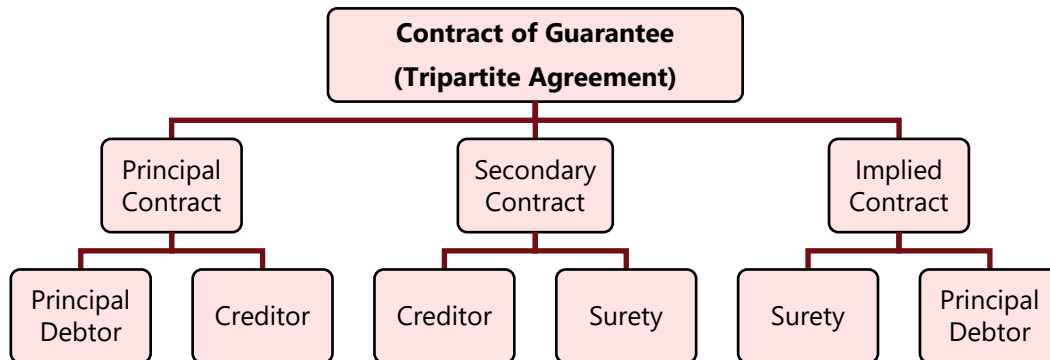 Contract of Guarantee
(Tripartite Agreement)
Principal
Contract
Secondary
Contract
Implied
Contract
Principal
Debtor
Creditor
Creditor
Surety
Surety
Principal
Debtor